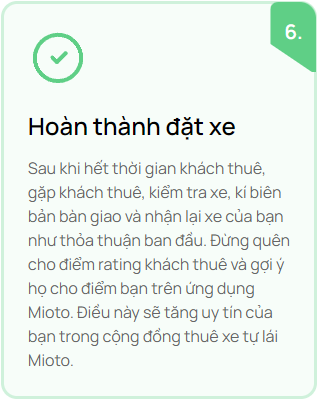 6.
Hoàn thành đặt xe
Sau khi hết thời gian khách thuê,
gặp khách thuê, kiểm tra xe, kí biên
bản bàn giao và nhận lại xe của bạn
như thỏa thuận ban đầu. Đừng quên
cho điểm rating khách thuê và gợi ý
họ cho điểm bạn trên ứng dụng
Mioto. Điều này sẽ tăng uy tín của
bạn trong cộng đồng thuê xe tự lái
Mioto.